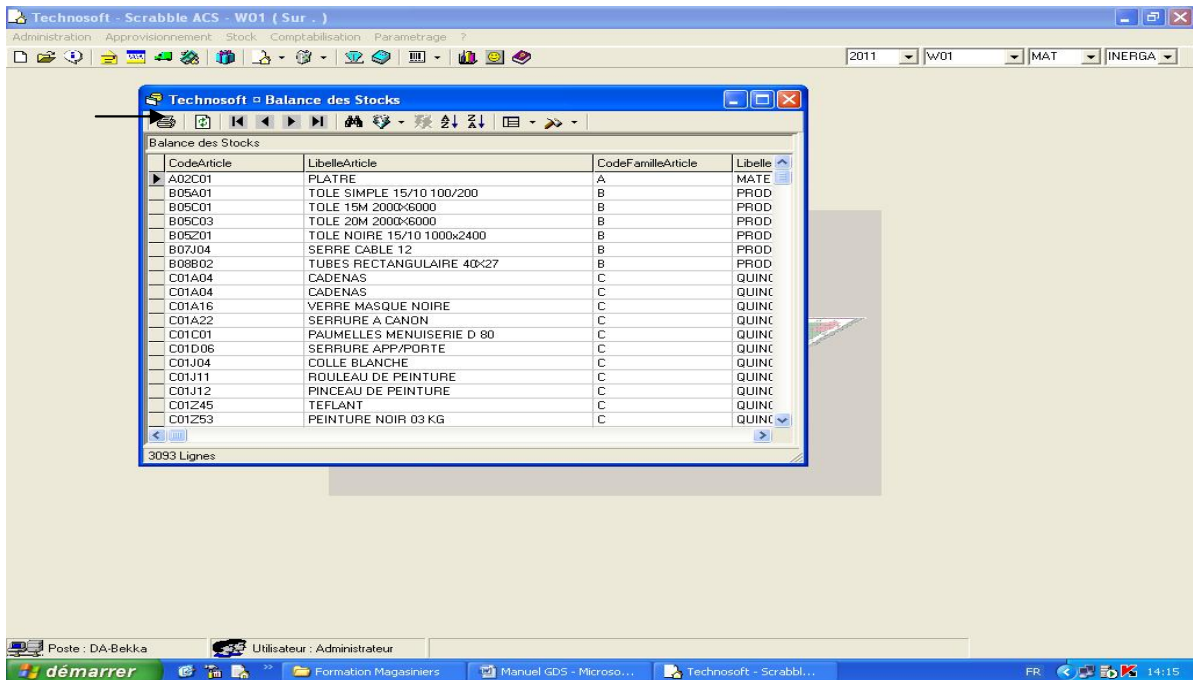 Technosoft - Scrabble ACS - W01 ( Sur . )
Administration Approvisionnement Stock Comptabilisation Parametrage ?
2011 W01 MAT INERGA
Technosoft ¤ Balance des Stocks
Balance des Stocks
CodeArticle LibelleArticle CodeFamilleArticle Libelle
A02C01 PLATRE A MATE
B05A01 TOLE SIMPLE 15/10 100/200 B PROD
B05C01 TOLE 15M 2000X6000 B PROD
B05C03 TOLE 20M 2000X6000 B PROD
B05Z01 TOLE NOIRE 15/10 1000x2400 B PROD
B07J04 SERRE CABLE 12 B PROD
B08B02 TUBES RECTANGULAIRE 40X27 B PROD
C01A04 CADENAS C QUINC
C01A04 CADENAS C QUINC
C01A16 VERRE MASQUE NOIRE C QUINC
C01A22 SERRURE A CANON C QUINC
C01C01 PAUMELLES MENUISERIE D 80 C QUINC
C01D06 SERRURE APP/PORTE C QUINC
C01J04 COLLE BLANCHE C QUINC
C01J11 ROULEAU DE PEINTURE C QUINC
C01J12 PINCEAU DE PEINTURE C QUINC
C01Z45 TEFLANT C QUINC
C01Z53 PEINTURE NOIR 03 KG C QUINC
3093 Lignes
Poste : DA-Bekka Utilisateur : Administrateur
démarrer Formation Magasiniers Manuel GDS - Microso... Technosoft - Scrabbl... FR 14:15